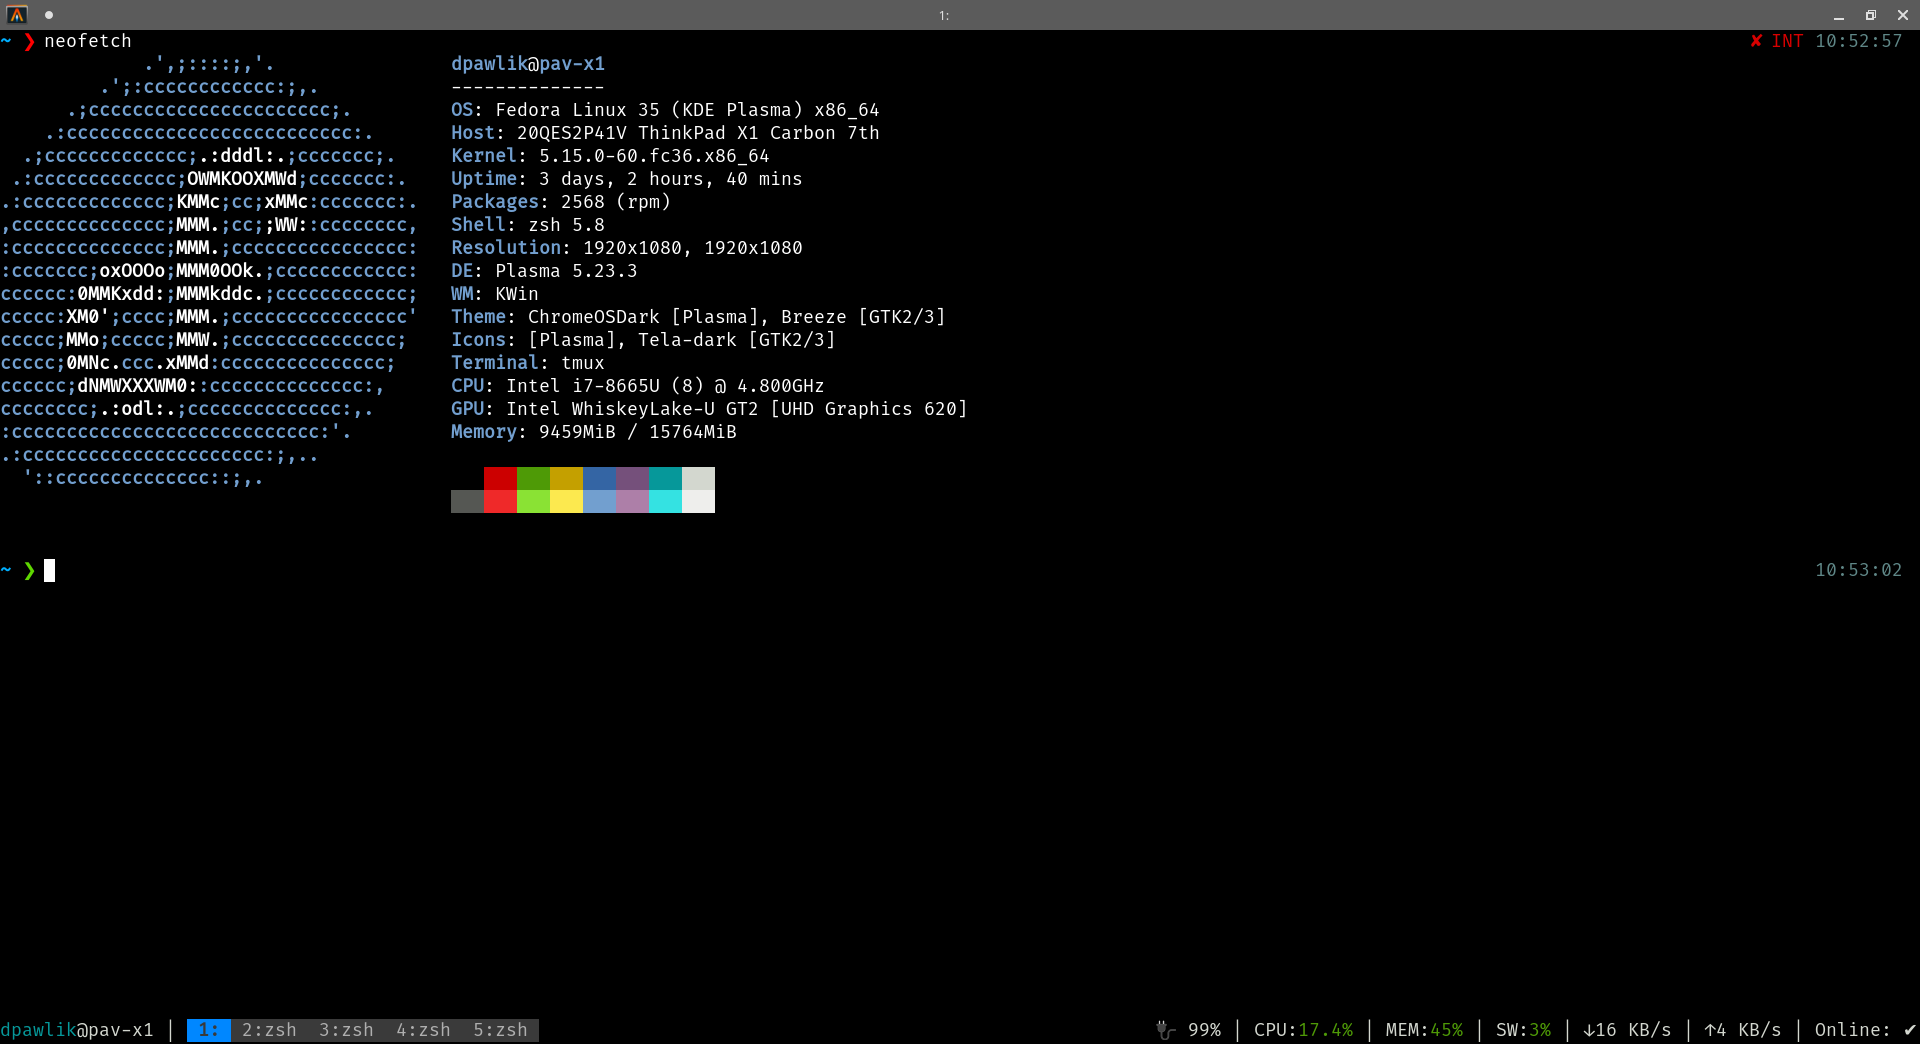 1:
~ ❯ neofetch ✘ INT 10:52:57
.',;::::;,'. dpawlik@pav-x1
.';:cccccccccccc:;,. --------------
.;cccccccccccccccccccccc;. OS: Fedora Linux 35 (KDE Plasma) x86_64
.:cccccccccccccccccccccccccc:. Host: 20QES2P41V ThinkPad X1 Carbon 7th
.;ccccccccccccc;.:dddl:.;ccccccc;. Kernel: 5.15.0-60.fc36.x86_64
.:ccccccccccccc;OWMKOOXMWd;ccccccc:. Uptime: 3 days, 2 hours, 40 mins
.:ccccccccccccc;KMMc;cc;xMMc:ccccccc:. Packages: 2568 (rpm)
,cccccccccccccc;MMM.;cc;;WW::cccccccc, Shell: zsh 5.8
:cccccccccccccc;MMM.;cccccccccccccccc: Resolution: 1920x1080, 1920x1080
:ccccccc;oxOOOo;MMM0OOk.;cccccccccccc: DE: Plasma 5.23.3
cccccc:0MMKxdd:;MMMkddc.;cccccccccccc; WM: KWin
ccccc:XM0';cccc;MMM.;cccccccccccccccc' Theme: ChromeOSDark [Plasma], Breeze [GTK2/3]
ccccc;MMo;ccccc;MMW.;ccccccccccccccc; Icons: [Plasma], Tela-dark [GTK2/3]
ccccc;0MNc.ccc.xMMd:ccccccccccccccc; Terminal: tmux
cccccc;dNMWXXXWM0::cccccccccccccc:, CPU: Intel i7-8665U (8) @ 4.800GHz
cccccccc;.:odl:.;cccccccccccccc:,. GPU: Intel WhiskeyLake-U GT2 [UHD Graphics 620]
:cccccccccccccccccccccccccccc:'. Memory: 9459MiB / 15764MiB
.:cccccccccccccccccccccc:;,..
'::cccccccccccccc::;,.
~ ❯ 10:53:02
dpawlik@pav-x1 | 1: 2:zsh 3:zsh 4:zsh 5:zsh 99% | CPU:17.4% | MEM:45% | SW:3% | ↓16 KB/s | ↑4 KB/s | Online: ✔